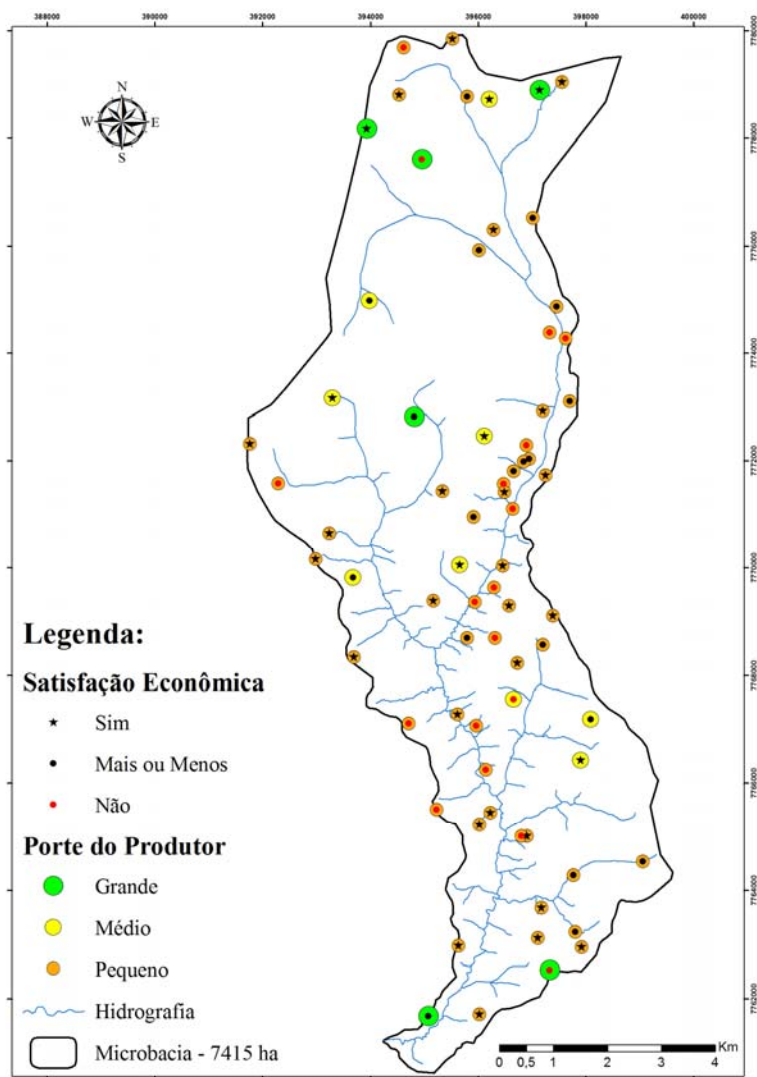 388000 390000 392000 394000 396000 398000 400000
7780000
N
W E
S
7778000
7776000
7774000
7772000
7770000
7768000
7766000
7764000
7762000
Legenda:
Satisfação Econômica
Sim
Mais ou Menos
Não
Porte do Produtor
Grande
Médio
Pequeno
Hidrografia
Microbacia - 7415 ha
Km
0 0,5 1 2 3 4